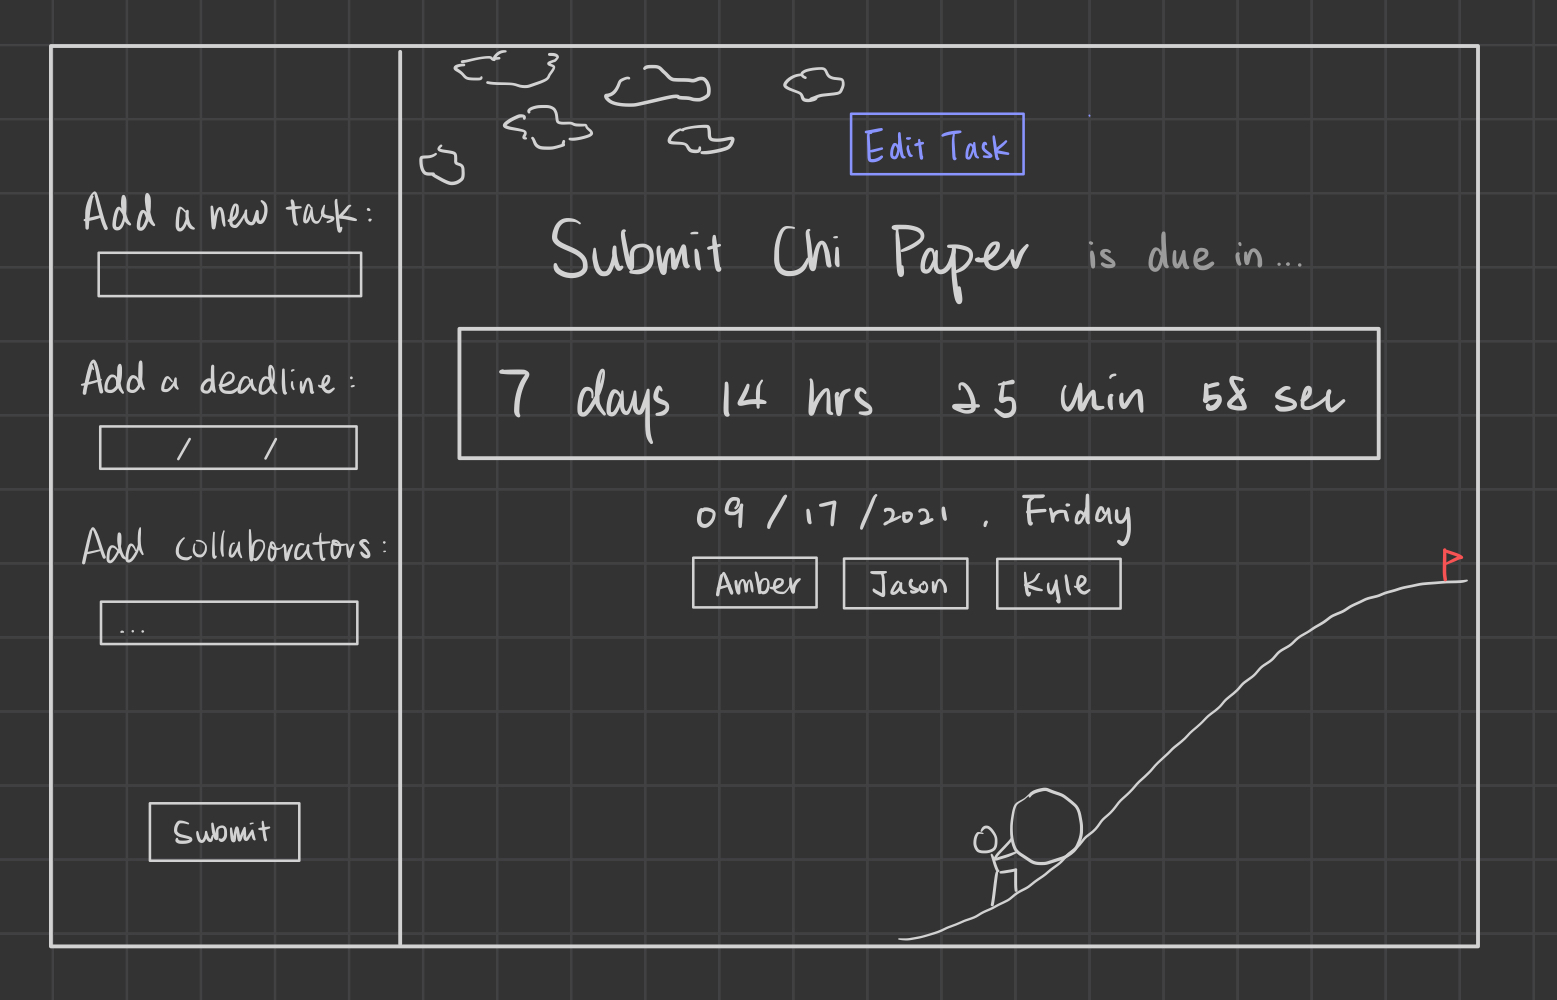 Add a new task:
Add a deadline:
/ /
Add collaborators:
...
Submit
Edit Task
Submit Chi Paper is due in...
7 days 14 hrs 25 min 58 sec
09/17/2021. Friday
Amber Jason Kyle